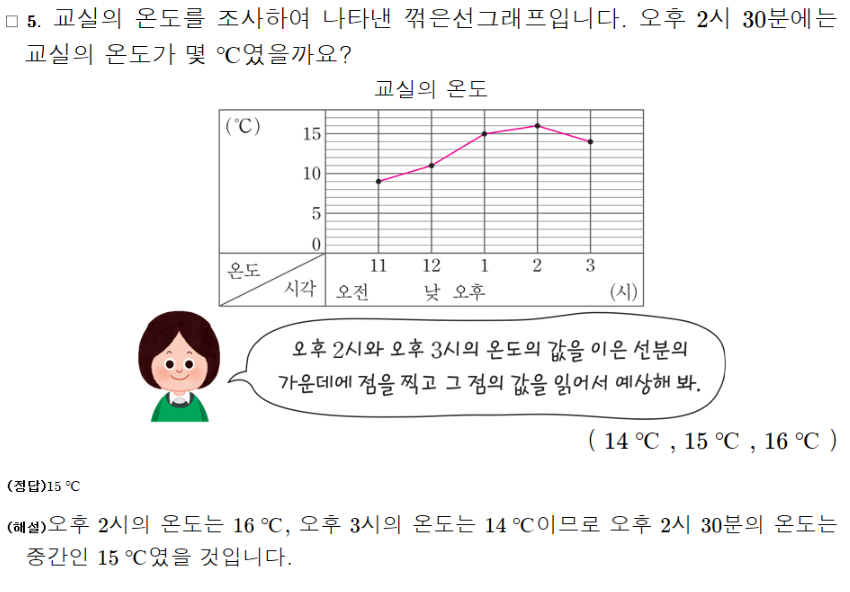 □ 5. 교실의 온도를 조사하여 나타낸 꺾은선그래프입니다. 오후 2시 30분에는
교실의 온도가 몇 ℃였을까요?
교실의 온도
(℃)
15
10
5
0
온도
시각
11 12 1 2 3
오전 낮 오후 (시)
오후 2시와 오후 3시의 온도의 값을 이은 선분의
가운데에 점을 찍고 그 점의 값을 읽어서 예상해 봐.
( 14 ℃ , 15 ℃ , 16 ℃ )
(정답)15 ℃
(해설)오후 2시의 온도는 16 ℃, 오후 3시의 온도는 14 ℃이므로 오후 2시 30분의 온도는
중간인 15 ℃였을 것입니다.